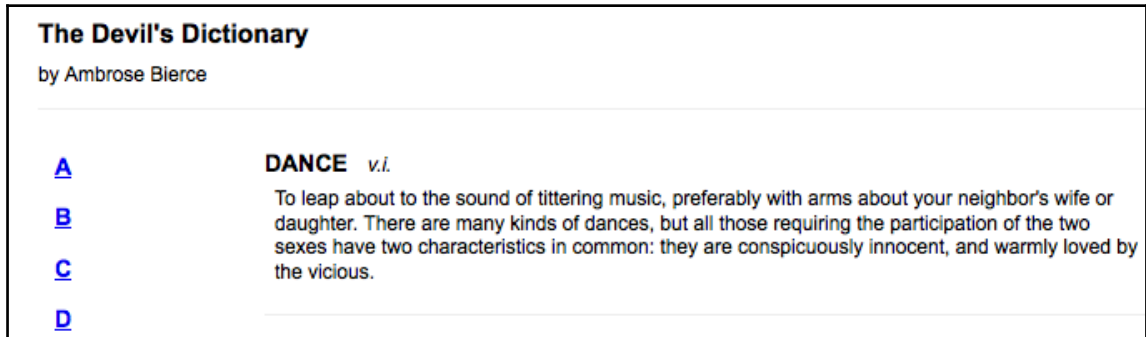 The Devil's Dictionary
by Ambrose Bierce
A
B
C
D
DANCE v.i.
To leap about to the sound of tittering music, preferably with arms about your neighbor's wife or
daughter. There are many kinds of dances, but all those requiring the participation of the two
sexes have two characteristics in common: they are conspicuously innocent, and warmly loved by
the vicious.